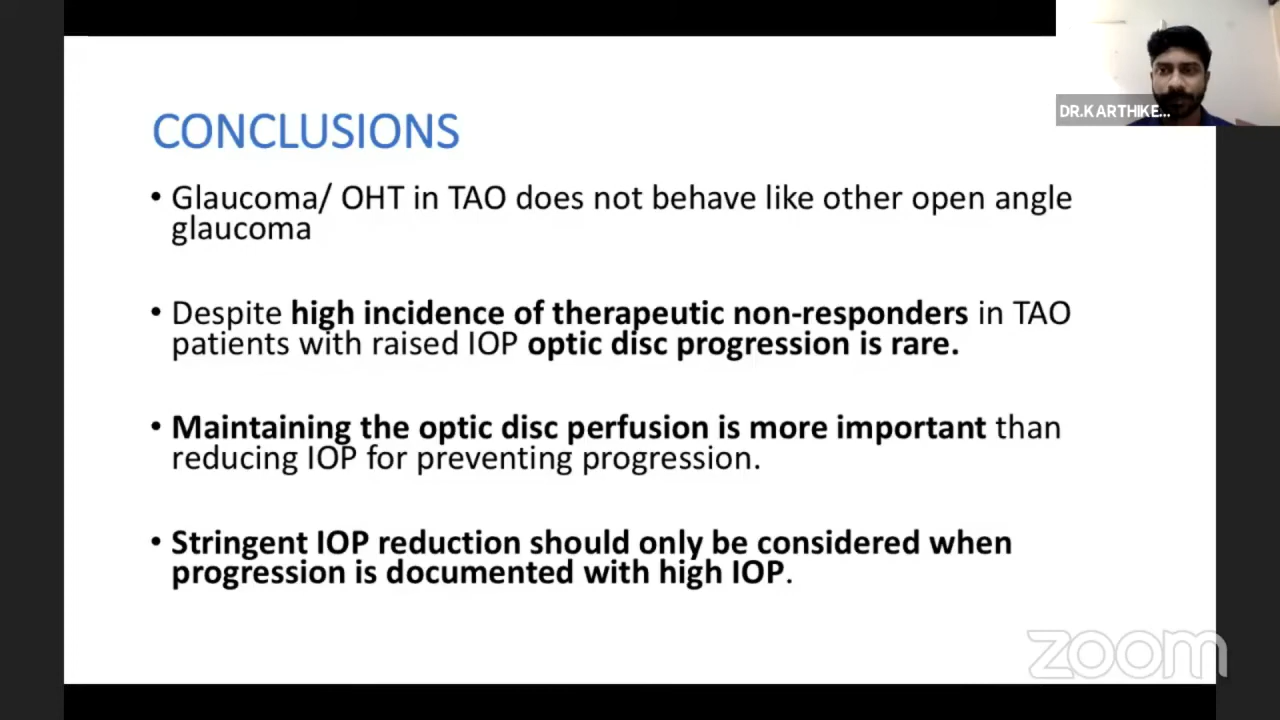 DR.KARTHIKE...
CONCLUSIONS
• Glaucoma/ OHT in TAO does not behave like other open angle
glaucoma
• Despite high incidence of therapeutic non-responders in TAO
patients with raised IOP optic disc progression is rare.
• Maintaining the optic disc perfusion is more important than
reducing IOP for preventing progression.
• Stringent IOP reduction should only be considered when
progression is documented with high IOP.
zoom